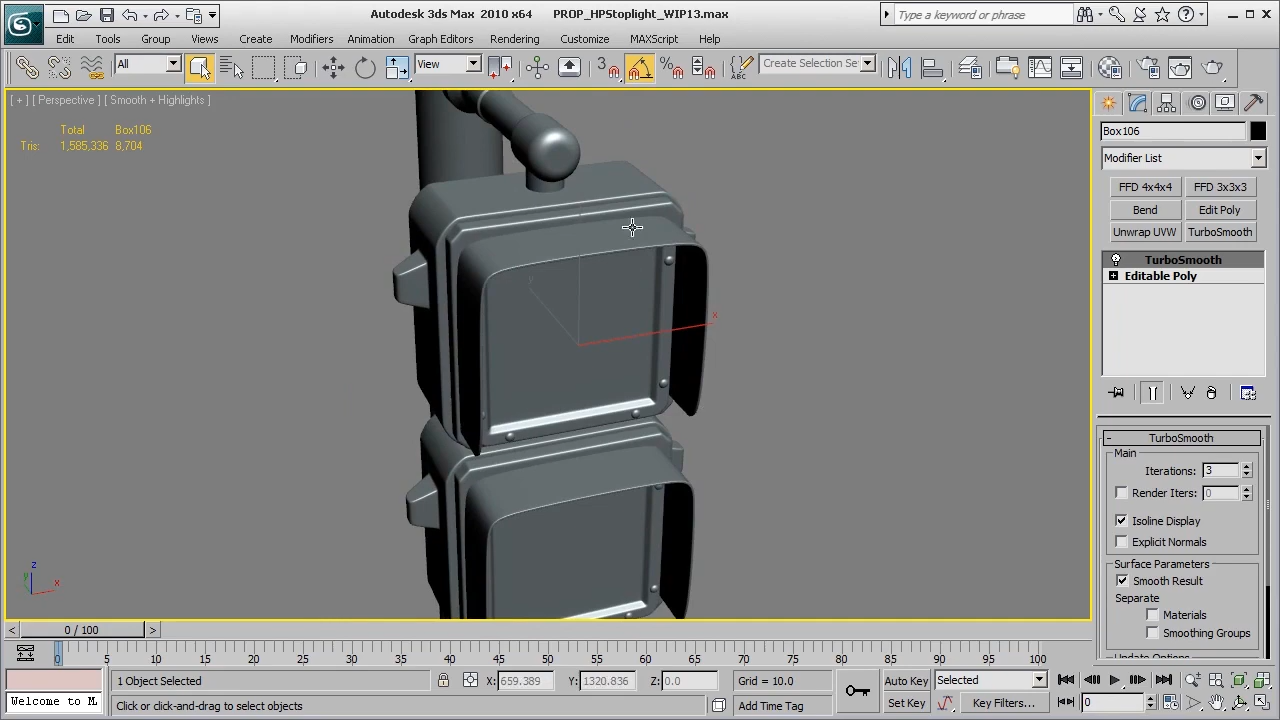 Autodesk 3ds Max 2010 x64 PROP_HPStoplight_WIP13.max
Type a keyword or phrase
Edit Tools Group Views Create Modifiers Animation Graph Editors Rendering Customize MAXScript Help
All View 3 Create Selection Se
[ + ] [ Perspective ] [ Smooth + Highlights ]
Total Box106
Tris: 1,585,336 8,704
x
z
y
x
Box106
Modifier List
FFD 4x4x4 FFD 3x3x3
Bend Edit Poly
Unwrap UVW TurboSmooth
TurboSmooth
Editable Poly
- TurboSmooth
Main
Iterations: 3
Render Iters: 0
Isoline Display
Explicit Normals
Surface Parameters
Smooth Result
Separate
Materials
Smoothing Groups
Update Options
< 0 / 100 >
0 5 10 15 20 25 30 35 40 45 50 55 60 65 70 75 80 85 90 95 100
1 Object Selected X: 659.389 Y: 1320.836 Z: 0.0 Grid = 10.0 Auto Key Selected
Welcome to M Click or click-and-drag to select objects Add Time Tag Set Key Key Filters... 0